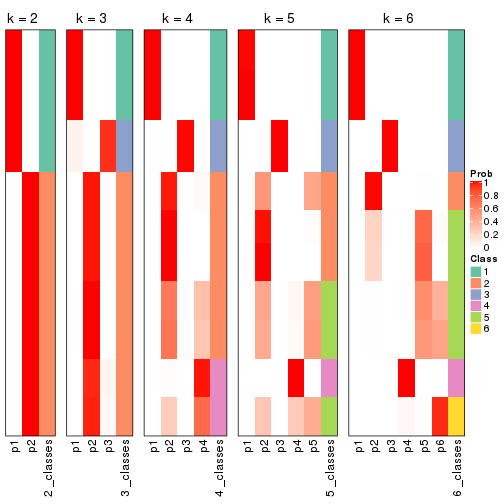 k = 2
k = 3
k = 4
k = 5
k = 6
Prob
1
0.8
0.6
0.4
0.2
0
Class
1
2
3
4
5
6
p1
p2
2_classes
p1
p2
p3
3_classes
p1
p2
p3
p4
4_classes
p1
p2
p3
p4
p5
5_classes
p1
p2
p3
p4
p5
p6
6_classes